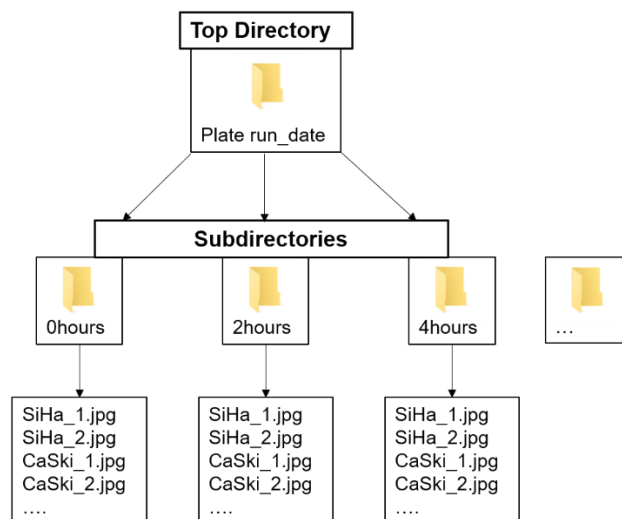 Top Directory
Plate run_date
Subdirectories
0hours
2hours
4hours
...
SiHa_1.jpg
SiHa_2.jpg
CaSki_1.jpg
CaSki_2.jpg
....
SiHa_1.jpg
SiHa_2.jpg
CaSki_1.jpg
CaSki_2.jpg
....
SiHa_1.jpg
SiHa_2.jpg
CaSki_1.jpg
CaSki_2.jpg
....